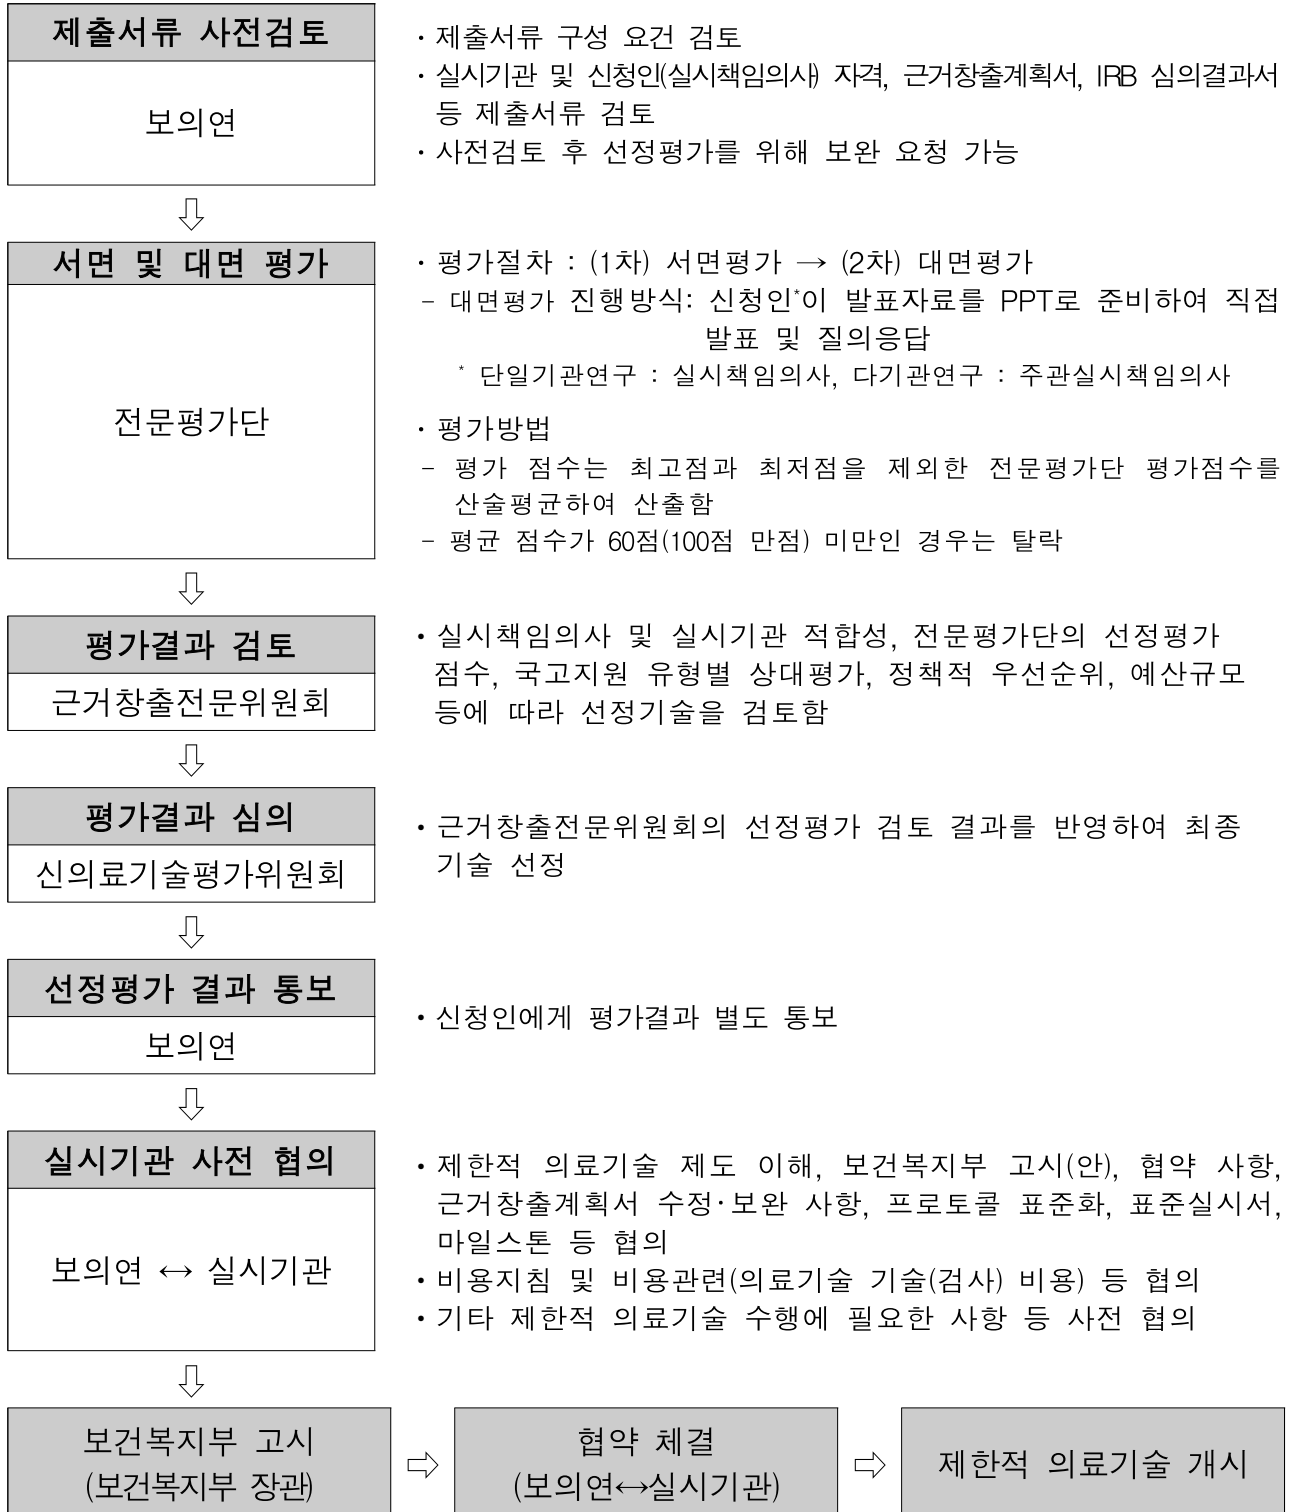 제출서류 사전검토
보의연
· 제출서류 구성 요건 검토
· 실시기관 및 신청인(실시책임의사) 자격, 근거창출계획서, IRB 심의결과서
등 제출서류 검토
· 사전검토 후 선정평가를 위해 보완 요청 가능
⇩
서면 및 대면 평가
전문평가단
· 평가절차 : (1차) 서면평가 → (2차) 대면평가
- 대면평가 진행방식: 신청인*이 발표자료를 PPT로 준비하여 직접
발표 및 질의응답
* 단일기관연구 : 실시책임의사, 다기관연구 : 주관실시책임의사
· 평가방법
- 평가 점수는 최고점과 최저점을 제외한 전문평가단 평가점수를
산술평균하여 산출함
- 평균 점수가 60점(100점 만점) 미만인 경우는 탈락
⇩
평가결과 검토
근거창출전문위원회
· 실시책임의사 및 실시기관 적합성, 전문평가단의 선정평가
점수, 국고지원 유형별 상대평가, 정책적 우선순위, 예산규모
등에 따라 선정기술을 검토함
⇩
평가결과 심의
신의료기술평가위원회
· 근거창출전문위원회의 선정평가 검토 결과를 반영하여 최종
기술 선정
⇩
선정평가 결과 통보
보의연
· 신청인에게 평가결과 별도 통보
⇩
실시기관 사전 협의
보의연 ↔ 실시기관
· 제한적 의료기술 제도 이해, 보건복지부 고시(안), 협약 사항,
근거창출계획서 수정·보완 사항, 프로토콜 표준화, 표준실시서,
마일스톤 등 협의
· 비용지침 및 비용관련(의료기술 기술(검사) 비용) 등 협의
· 기타 제한적 의료기술 수행에 필요한 사항 등 사전 협의
⇩
보건복지부 고시
(보건복지부 장관)
⇨
협약 체결
(보의연↔실시기관)
⇨
제한적 의료기술 개시